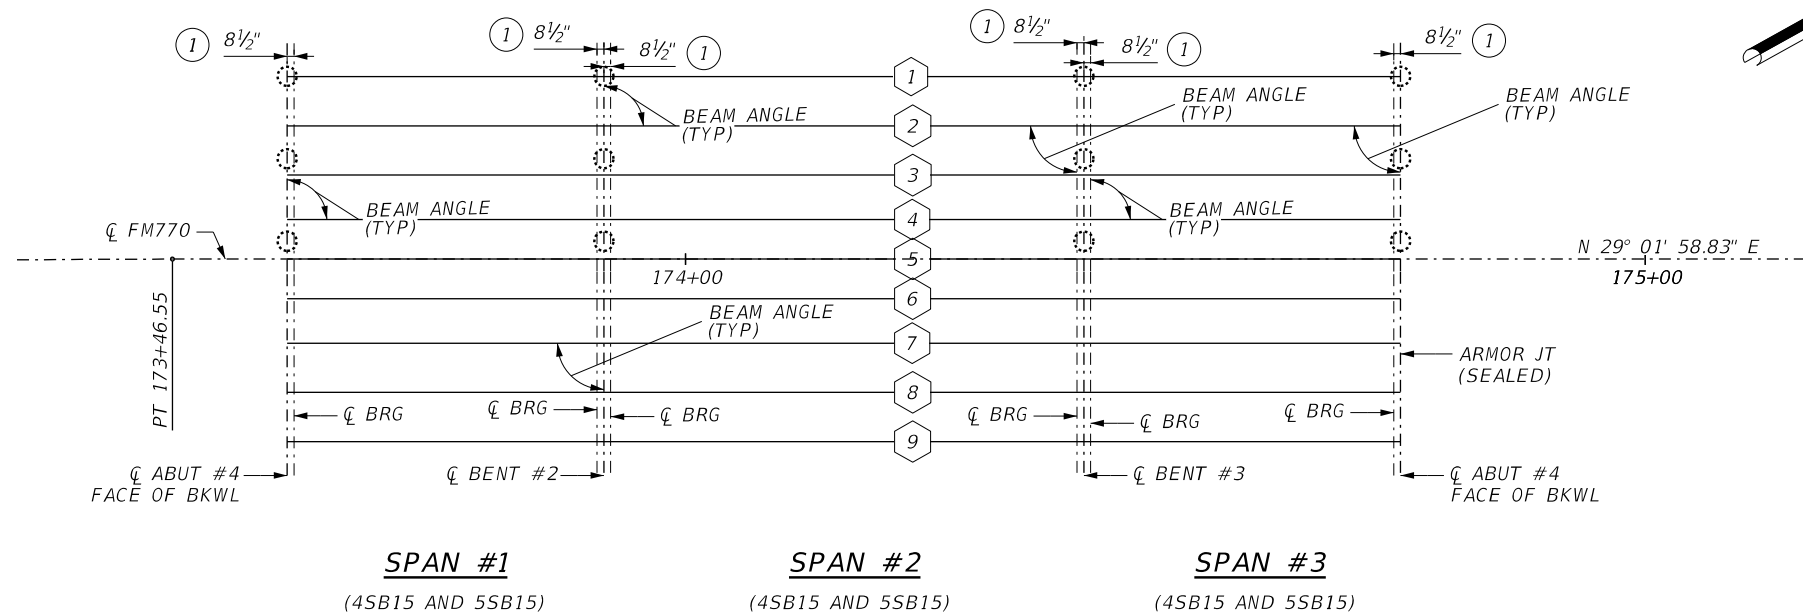 1 8½" 1 8½" 8½" 1 1 8½" 8½" 1 8½" 1
1
BEAM ANGLE
(TYP)
BEAM ANGLE
(TYP)
BEAM ANGLE
(TYP)
2
3
BEAM ANGLE
(TYP)
BEAM ANGLE
(TYP)
4
℄ FM770
5
N 29° 01' 58.83" E
174+00
175+00
PT 173+46.55
6
BEAM ANGLE
(TYP)
7
ARMOR JT
(SEALED)
8
℄ BRG
℄ BRG
℄ BRG
℄ BRG
℄ BRG
℄ BRG
9
℄ ABUT #4
FACE OF BKWL
℄ BENT #2
℄ BENT #3
℄ ABUT #4
FACE OF BKWL
SPAN #1
(4SB15 AND 5SB15)
SPAN #2
(4SB15 AND 5SB15)
SPAN #3
(4SB15 AND 5SB15)